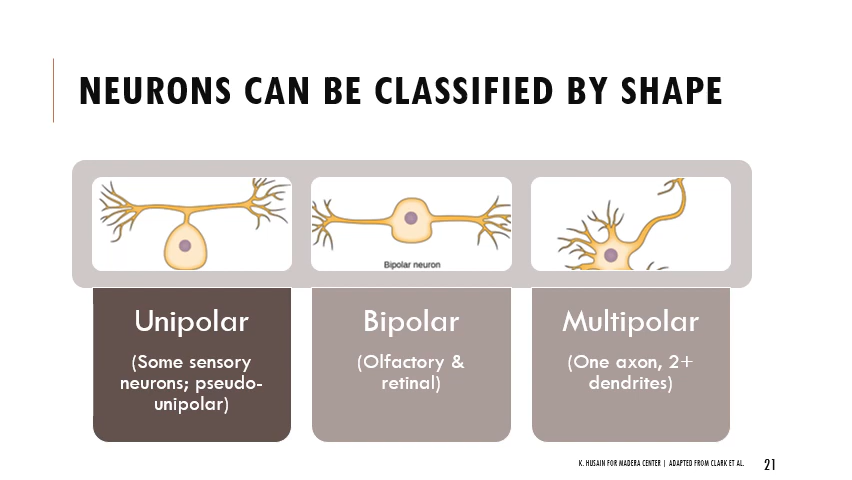 NEURONS CAN BE CLASSIFIED BY SHAPE
Bipolar neuron
Unipolar
(Some sensory
neurons; pseudo-
unipolar)
Bipolar
(Olfactory &
retinal)
Multipolar
(One axon, 2+
dendrites)
K. HUSAIN FOR MADERA CENTER | ADAPTED FROM CLARK ET AL.
21